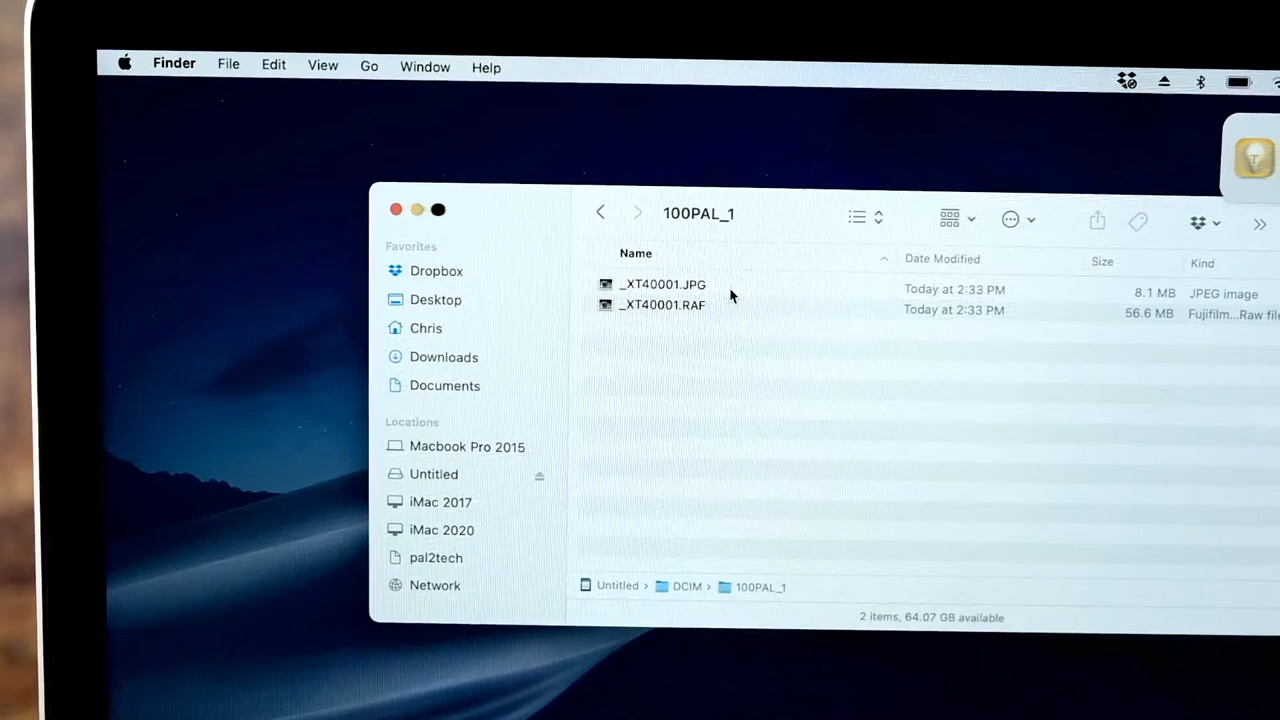 Finder File Edit View Go Window Help
100PAL_1
Favorites
Dropbox
Desktop
Chris
Downloads
Documents
Locations
Macbook Pro 2015
Untitled
iMac 2017
iMac 2020
pal2tech
Network
Name Date Modified Size Kind
_XT40001.JPG Today at 2:33 PM 8.1 MB JPEG image
_XT40001.RAF Today at 2:33 PM 56.6 MB Fujifilm...Raw file
Untitled > DCIM > 100PAL_1
2 items, 64.07 GB available
T